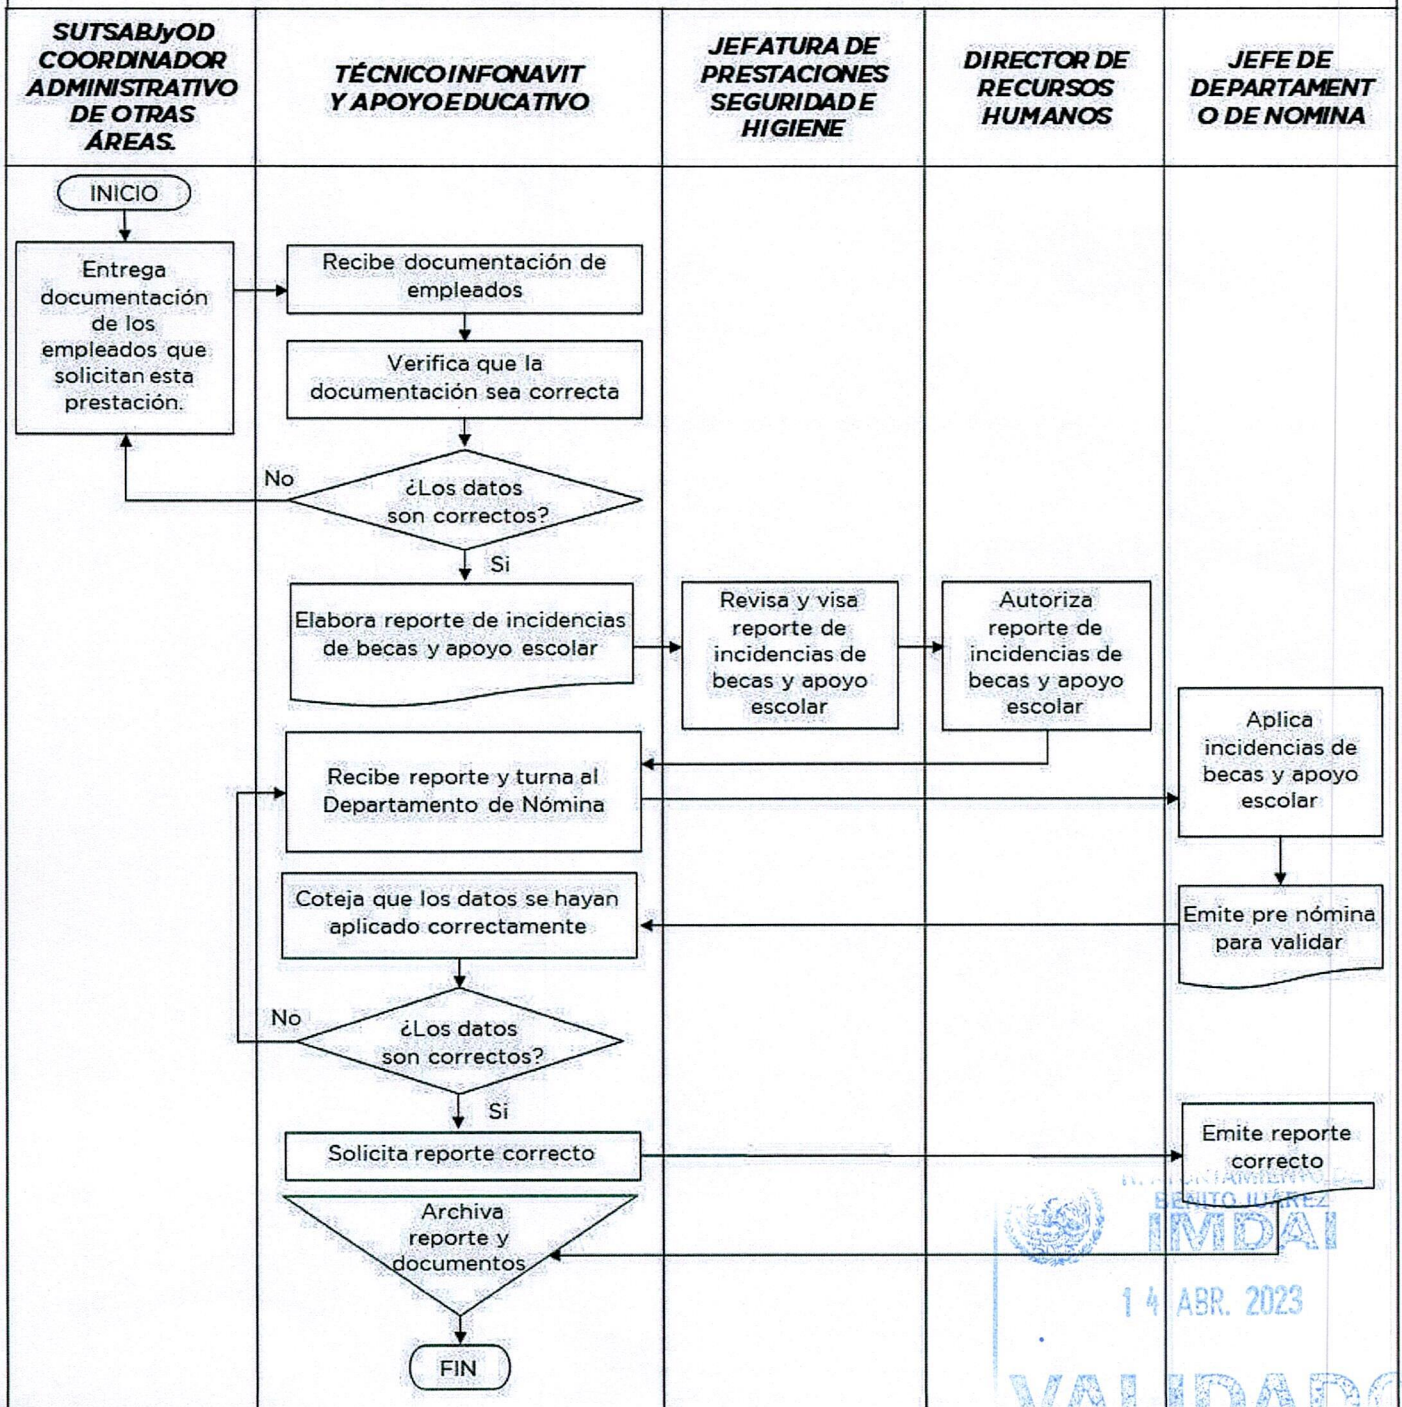 SUTSABJyOD
COORDINADOR
ADMINISTRATIVO
DE OTRAS
ÁREAS.
TÉCNICO INFONAVIT
Y APOYO EDUCATIVO
JEFATURA DE
PRESTACIONES
SEGURIDAD E
HIGIENE
DIRECTOR DE
RECURSOS
HUMANOS
JEFE DE
DEPARTAMENT
O DE NOMINA
INICIO
Entrega
documentación
de los
empleados que
solicitan esta
prestación.
Recibe documentación de
empleados
Verifica que la
documentación sea correcta
No
¿Los datos
son correctos?
Si
Elabora reporte de incidencias
de becas y apoyo escolar
Revisa y visa
reporte de
incidencias de
becas y apoyo
escolar
Autoriza
reporte de
incidencias de
becas y apoyo
escolar
Aplica
incidencias de
becas y apoyo
escolar
Recibe reporte y turna al
Departamento de Nómina
Coteja que los datos se hayan
aplicado correctamente
Emite pre nómina
para validar
No
¿Los datos
son correctos?
Si
Solicita reporte correcto
Emite reporte
correcto
Archiva
reporte y
documentos
FIN
H. AYUNTAMIENTO DE
BENITO JUAREZ
IMDAI
14 ABR. 2023
VALIDADO